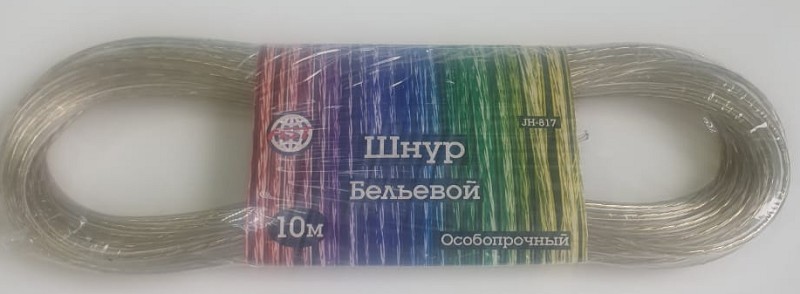 JH-817
Шнур
Бельевой
10м
Особопрочный